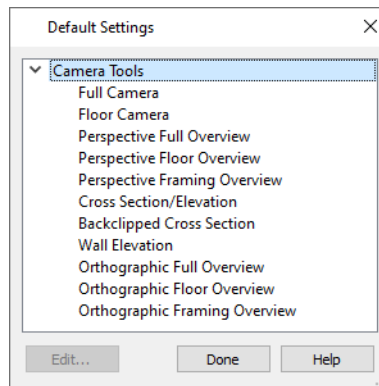 Default Settings
Camera Tools
Full Camera
Floor Camera
Perspective Full Overview
Perspective Floor Overview
Perspective Framing Overview
Cross Section/Elevation
Backclipped Cross Section
Wall Elevation
Orthographic Full Overview
Orthographic Floor Overview
Orthographic Framing Overview
Edit... Done Help